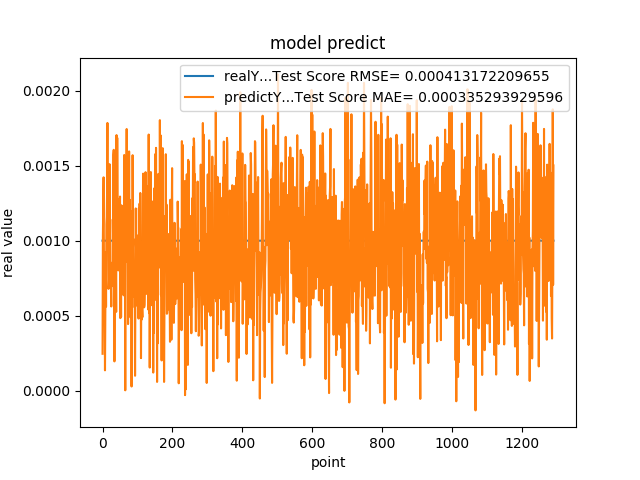 model predict
realY...Test Score RMSE= 0.000413172209655
predictY...Test Score MAE= 0.000335293929596
0.0020
0.0015
0.0010
0.0005
0.0000
real value
0
200
400
600
800
1000
1200
point